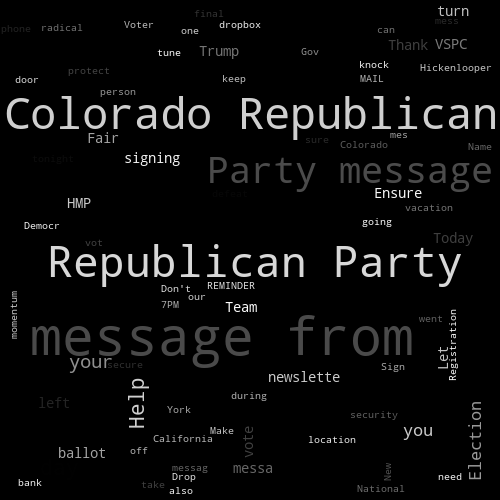 turn
final
mess
Voter one dropbox
phone radical can
Thank VSPC
tune Trump Gov
knock Hickenlooper
protect
door keep MAIL
person
Colorado Republican
Fair sure mes
Colorado Name
tonight signing Party message
Ensure
HMP vacation
Democr going
vot Today
Republican Party
Don't our REMINDER
7PM Team
momentum
message from
went
Registration
Let
your secure Sign
newslette
Help
left during
York security
California Make location you
vote
Election
ballot off
messag messa
New
bank Drop need
take also National